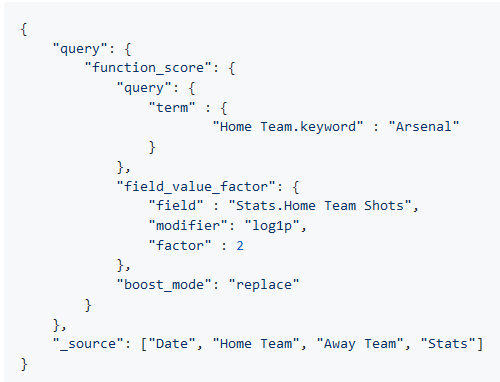 {
    "query": {
        "function_score": {
            "query": {
                "term" : {
                        "Home Team.keyword" : "Arsenal"
                }
            },
            "field_value_factor": {
                "field" : "Stats.Home Team Shots",
                "modifier": "log1p",
                "factor" : 2
            },
            "boost_mode": "replace"
        }
    },
    "_source": ["Date", "Home Team", "Away Team", "Stats"]
}